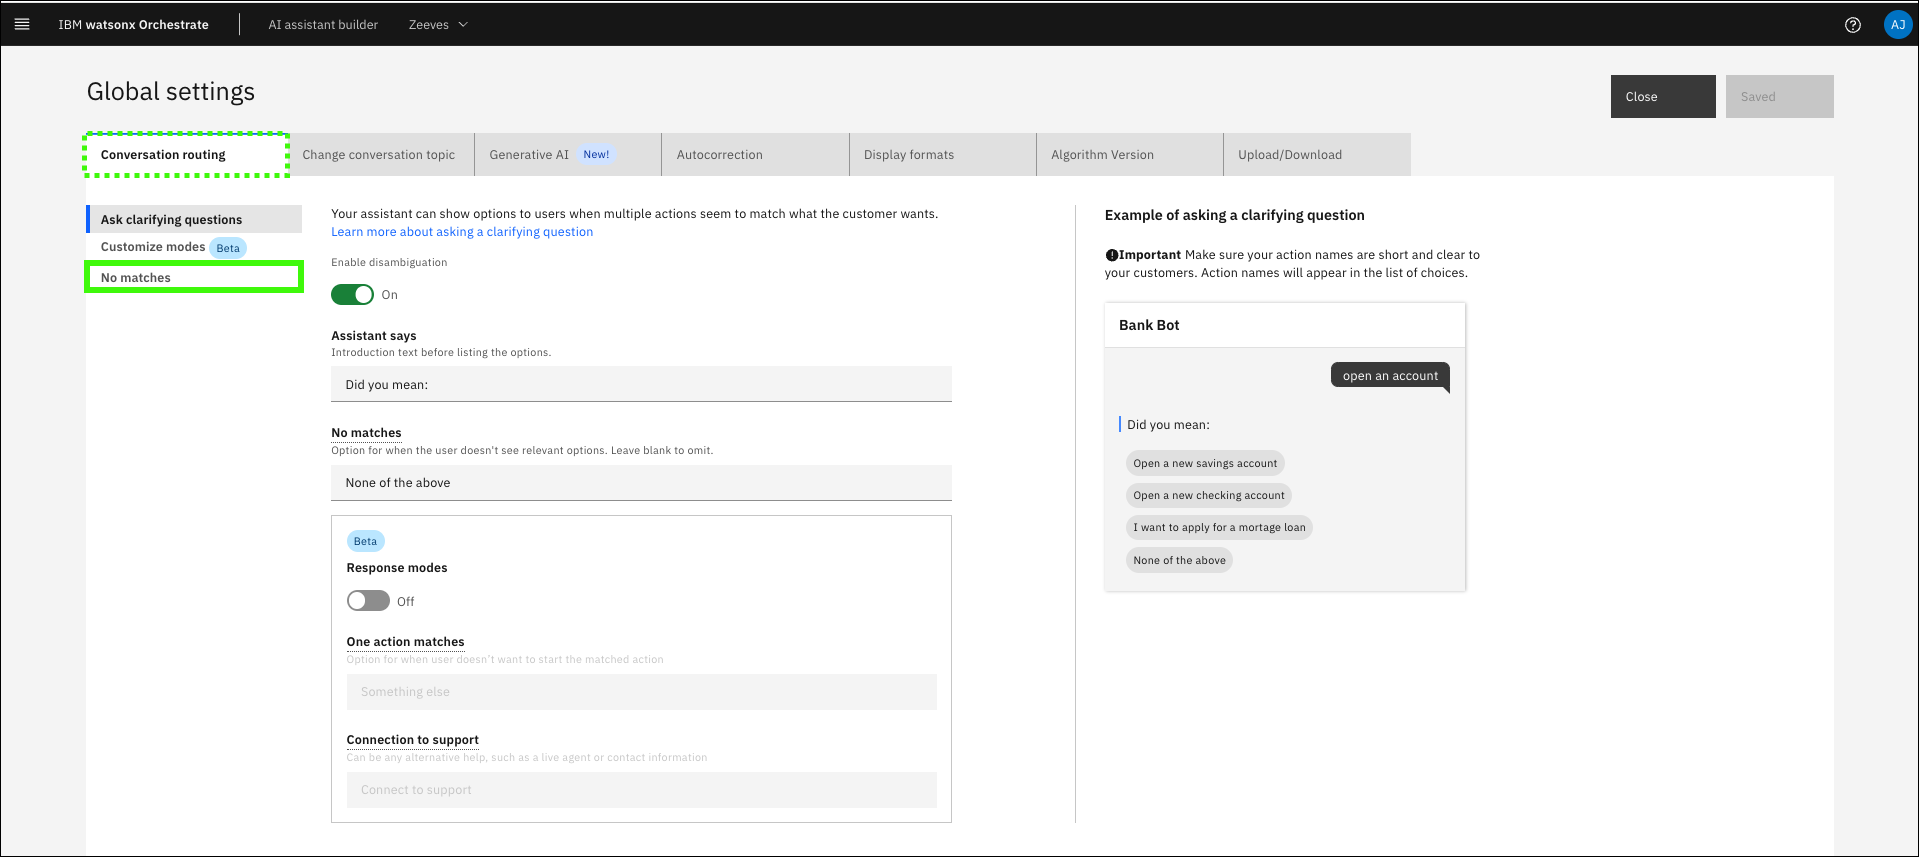 IBM watsonx Orchestrate
AI assistant builder
Zeeves
AJ
Global settings
Close
Saved
Conversation routing
Change conversation topic
Generative AI New!
Autocorrection
Display formats
Algorithm Version
Upload/Download
Ask clarifying questions
Customize modes Beta
No matches
Your assistant can show options to users when multiple actions seem to match what the customer wants.
Learn more about asking a clarifying question
Enable disambiguation
On
Assistant says
Introduction text before listing the options.
Did you mean:
No matches
Option for when the user doesn't see relevant options. Leave blank to omit.
None of the above
Beta
Response modes
Off
One action matches
Option for when user doesn't want to start the matched action
Something else
Connection to support
Can be any alternative help, such as a live agent or contact information
Connect to support
Example of asking a clarifying question
Important Make sure your action names are short and clear to
your customers. Action names will appear in the list of choices.
Bank Bot
open an account
Did you mean:
Open a new savings account
Open a new checking account
I want to apply for a mortage loan
None of the above